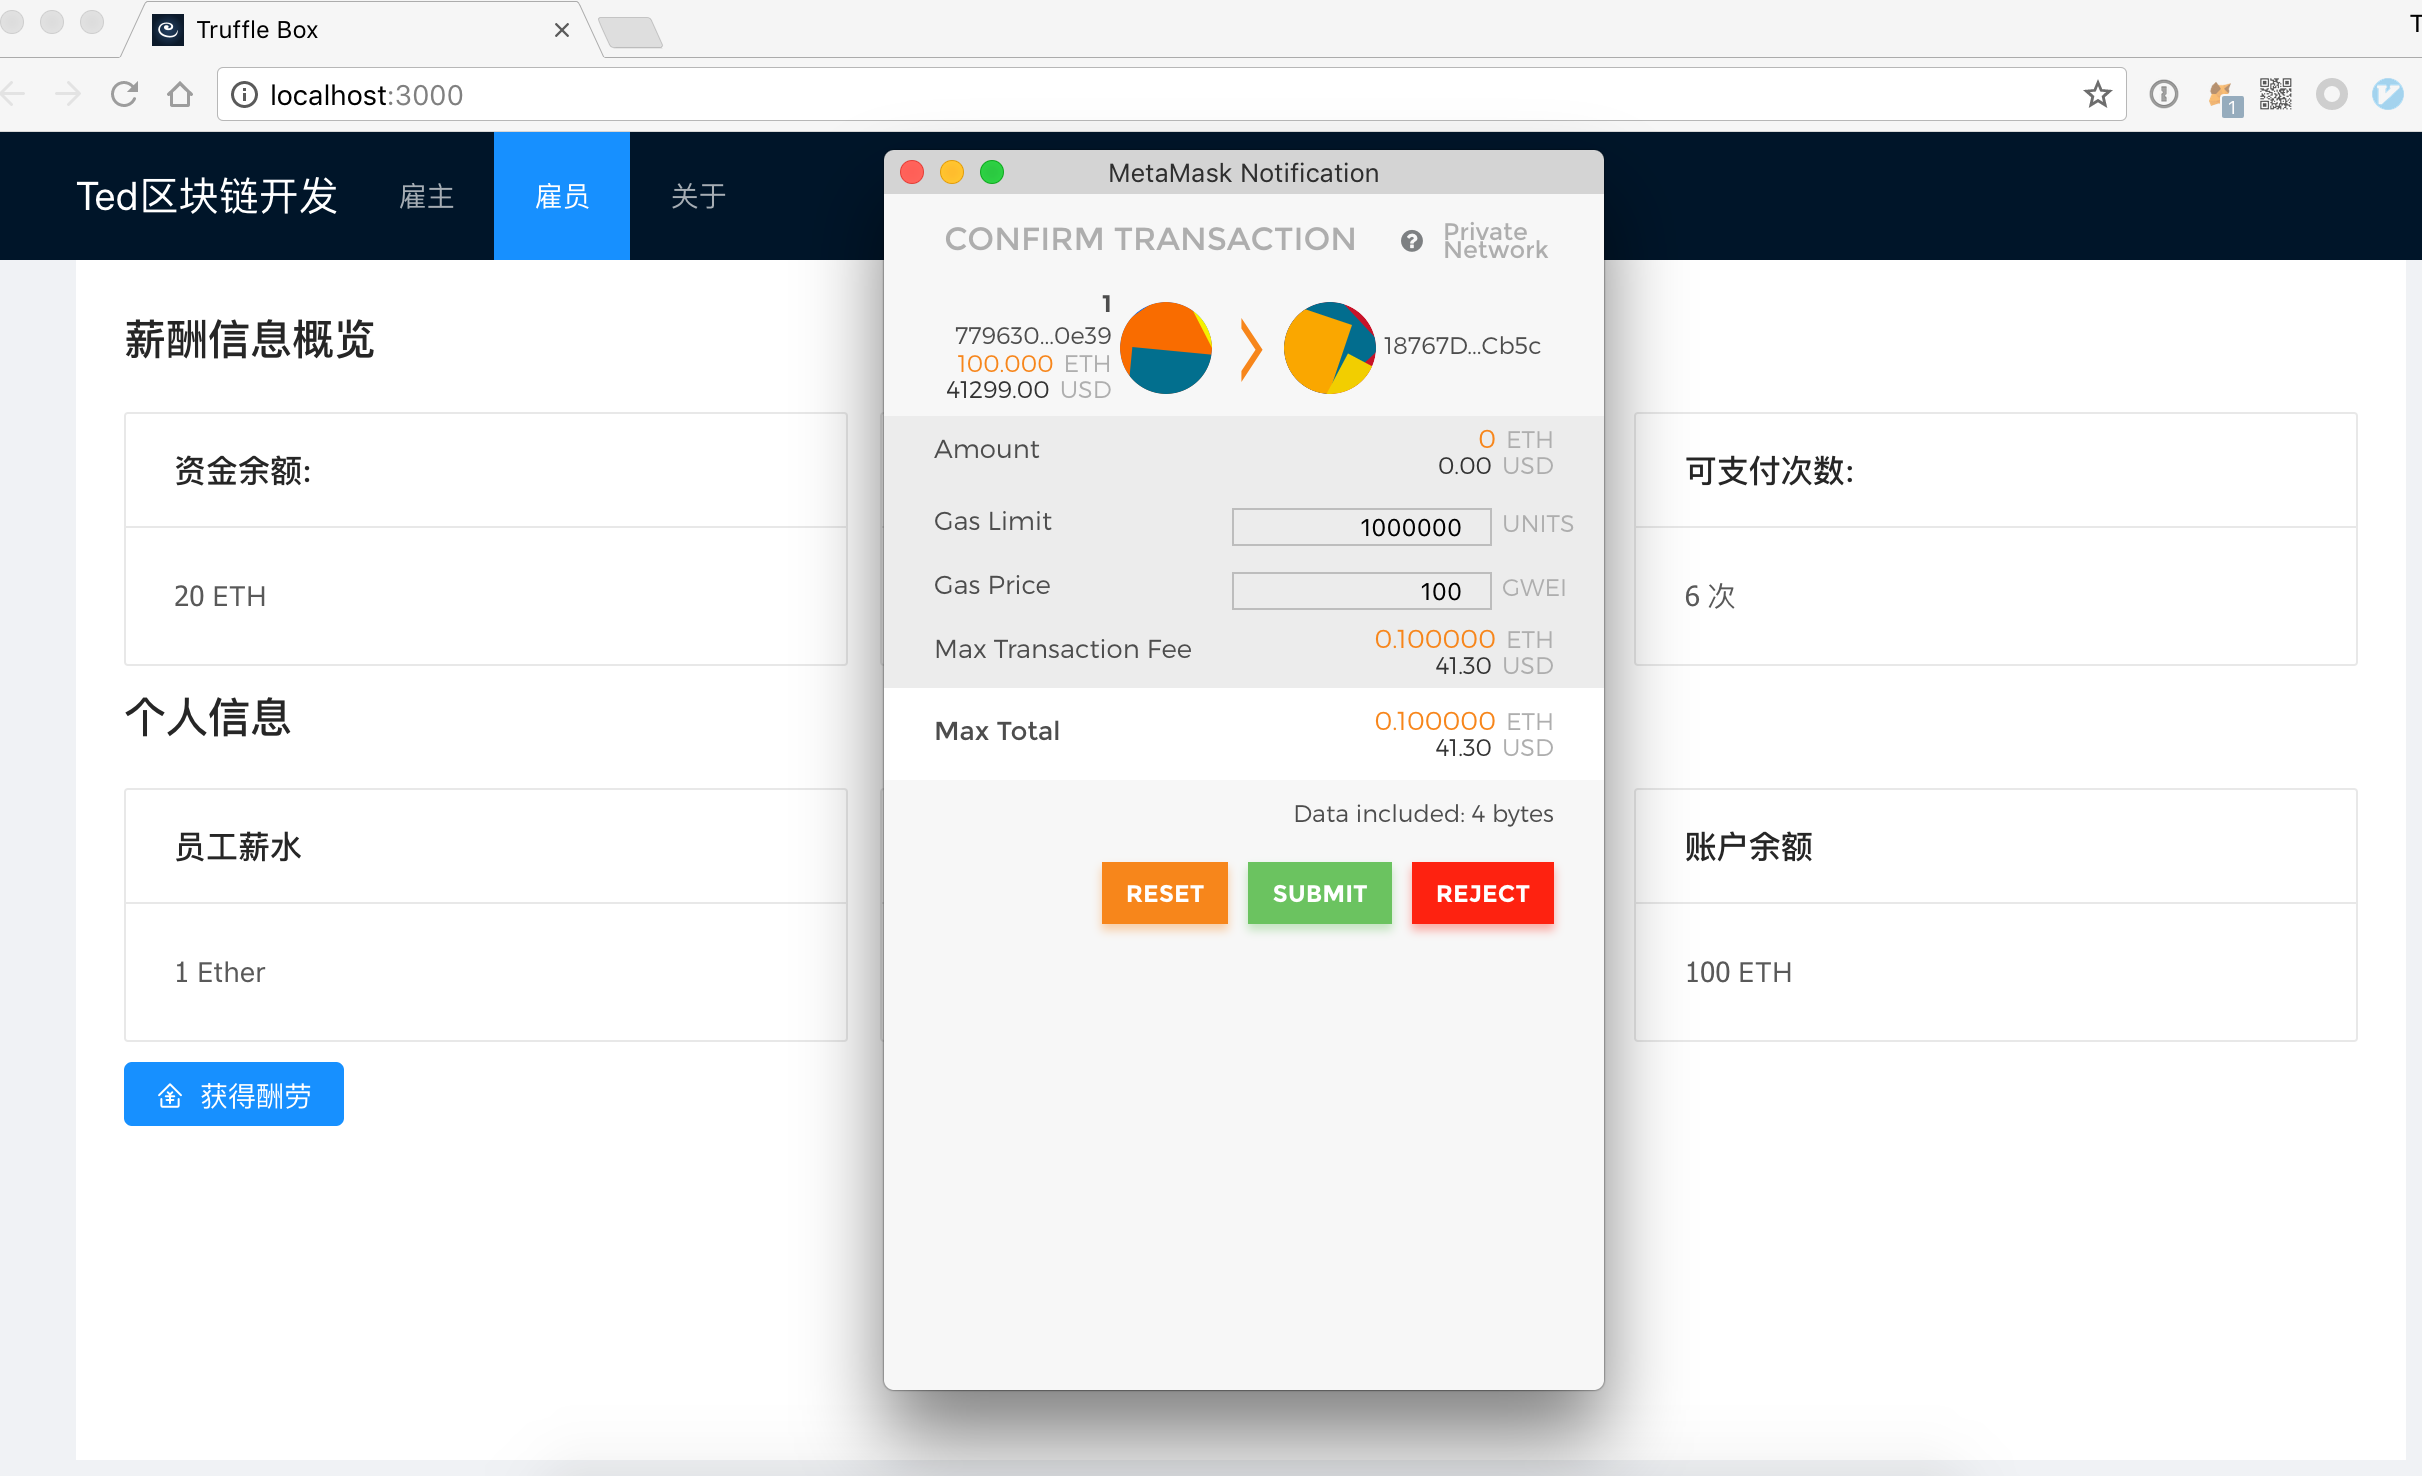 Truffle Box
T
localhost:3000
1
Ted区块链开发
雇主
雇员
关于
薪酬信息概览
资金余额:
20 ETH
可支付次数:
6 次
个人信息
员工薪水
1 Ether
账户余额
100 ETH
获得酬劳
MetaMask Notification
CONFIRM TRANSACTION
Private
Network
1
779630...0e39
100.000 ETH
41299.00 USD
18767D...Cb5c
Amount
0 ETH
0.00 USD
Gas Limit
1000000 UNITS
Gas Price
100 GWEI
Max Transaction Fee
0.100000 ETH
41.30 USD
Max Total
0.100000 ETH
41.30 USD
Data included: 4 bytes
RESET
SUBMIT
REJECT